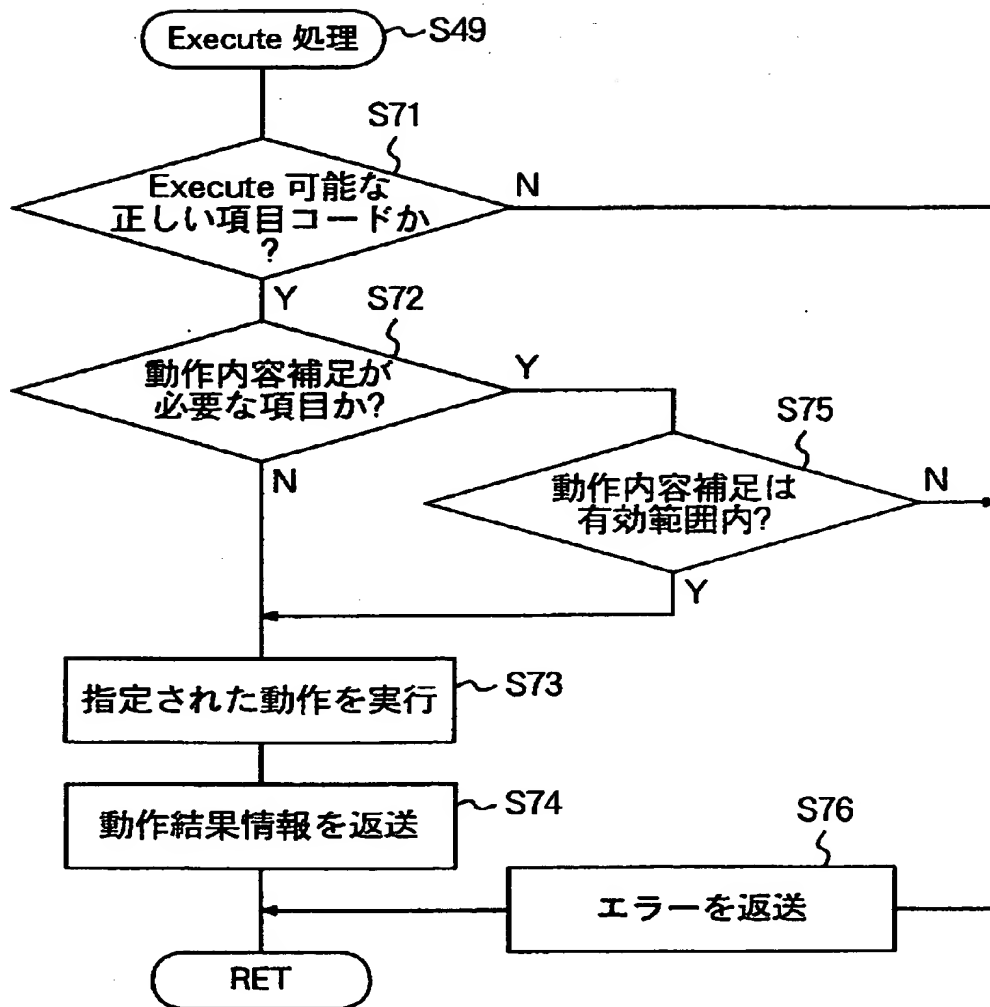 Execute 処理
S49
S71
Execute 可能な
正しい項目コードか
?
N
Y
S72
動作内容補足が
必要な項目か?
Y
S75
N
動作内容補足は
有効範囲内?
N
Y
指定された動作を実行
S73
動作結果情報を返送
S74
S76
エラーを返送
RET